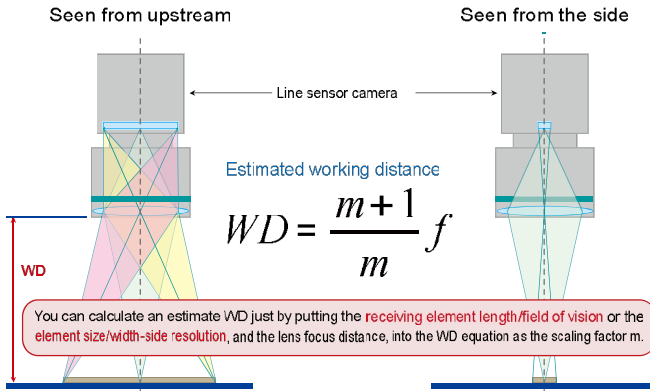 Seen from upstream
Seen from the side
Line sensor camera
Estimated working distance
WD = \frac{m+1}{m} f
WD
You can calculate an estimate WD just by putting the receiving element length/field of vision or the
element size/width-side resolution, and the lens focus distance, into the WD equation as the scaling factor m.